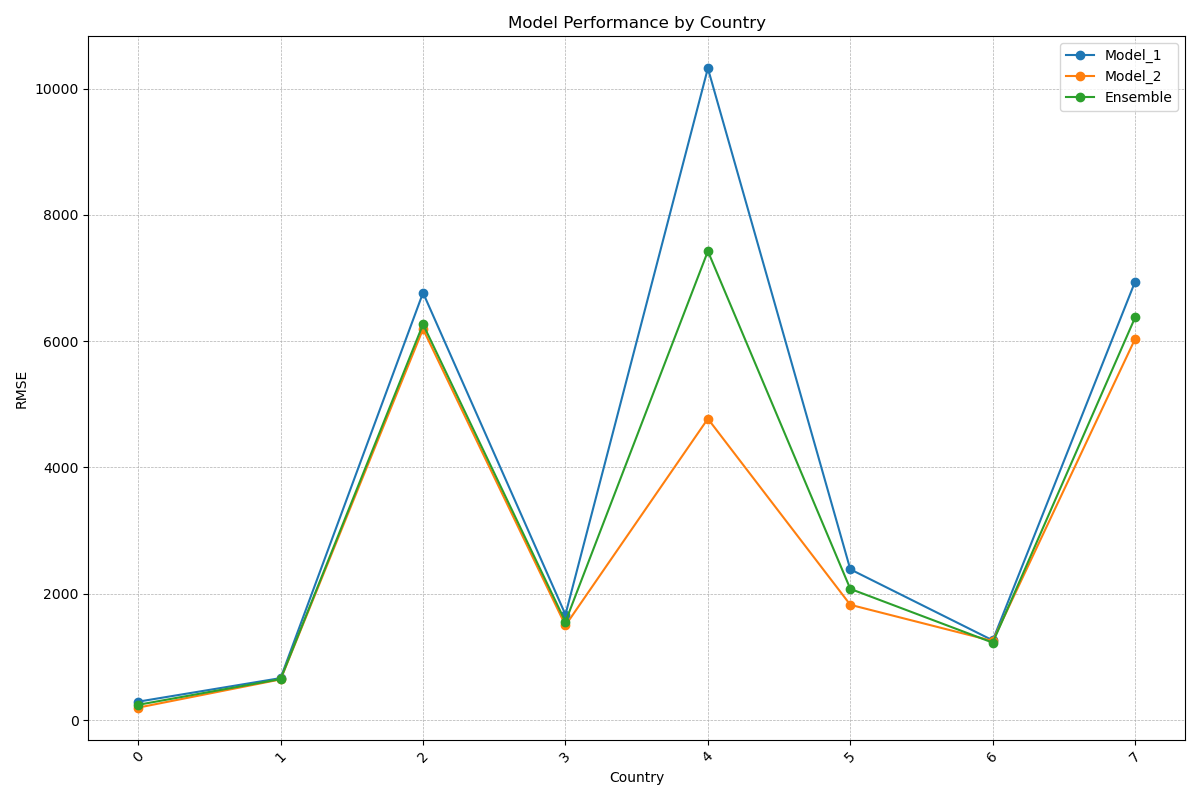 Model Performance by Country
Model_1
Model_2
Ensemble
RMSE
10000
8000
6000
4000
2000
0
0 1 2 3 4 5 6 7
Country